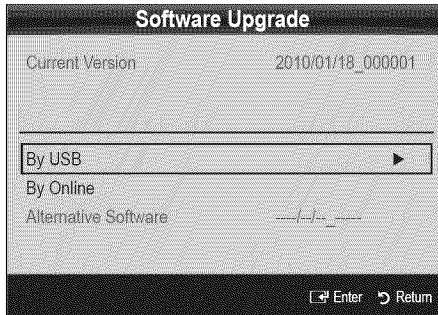 Software Upgrade
Current Version 2010/01/18_000001
By USB ►
By Online
Alternative Software ----/--/--_------
Enter Return